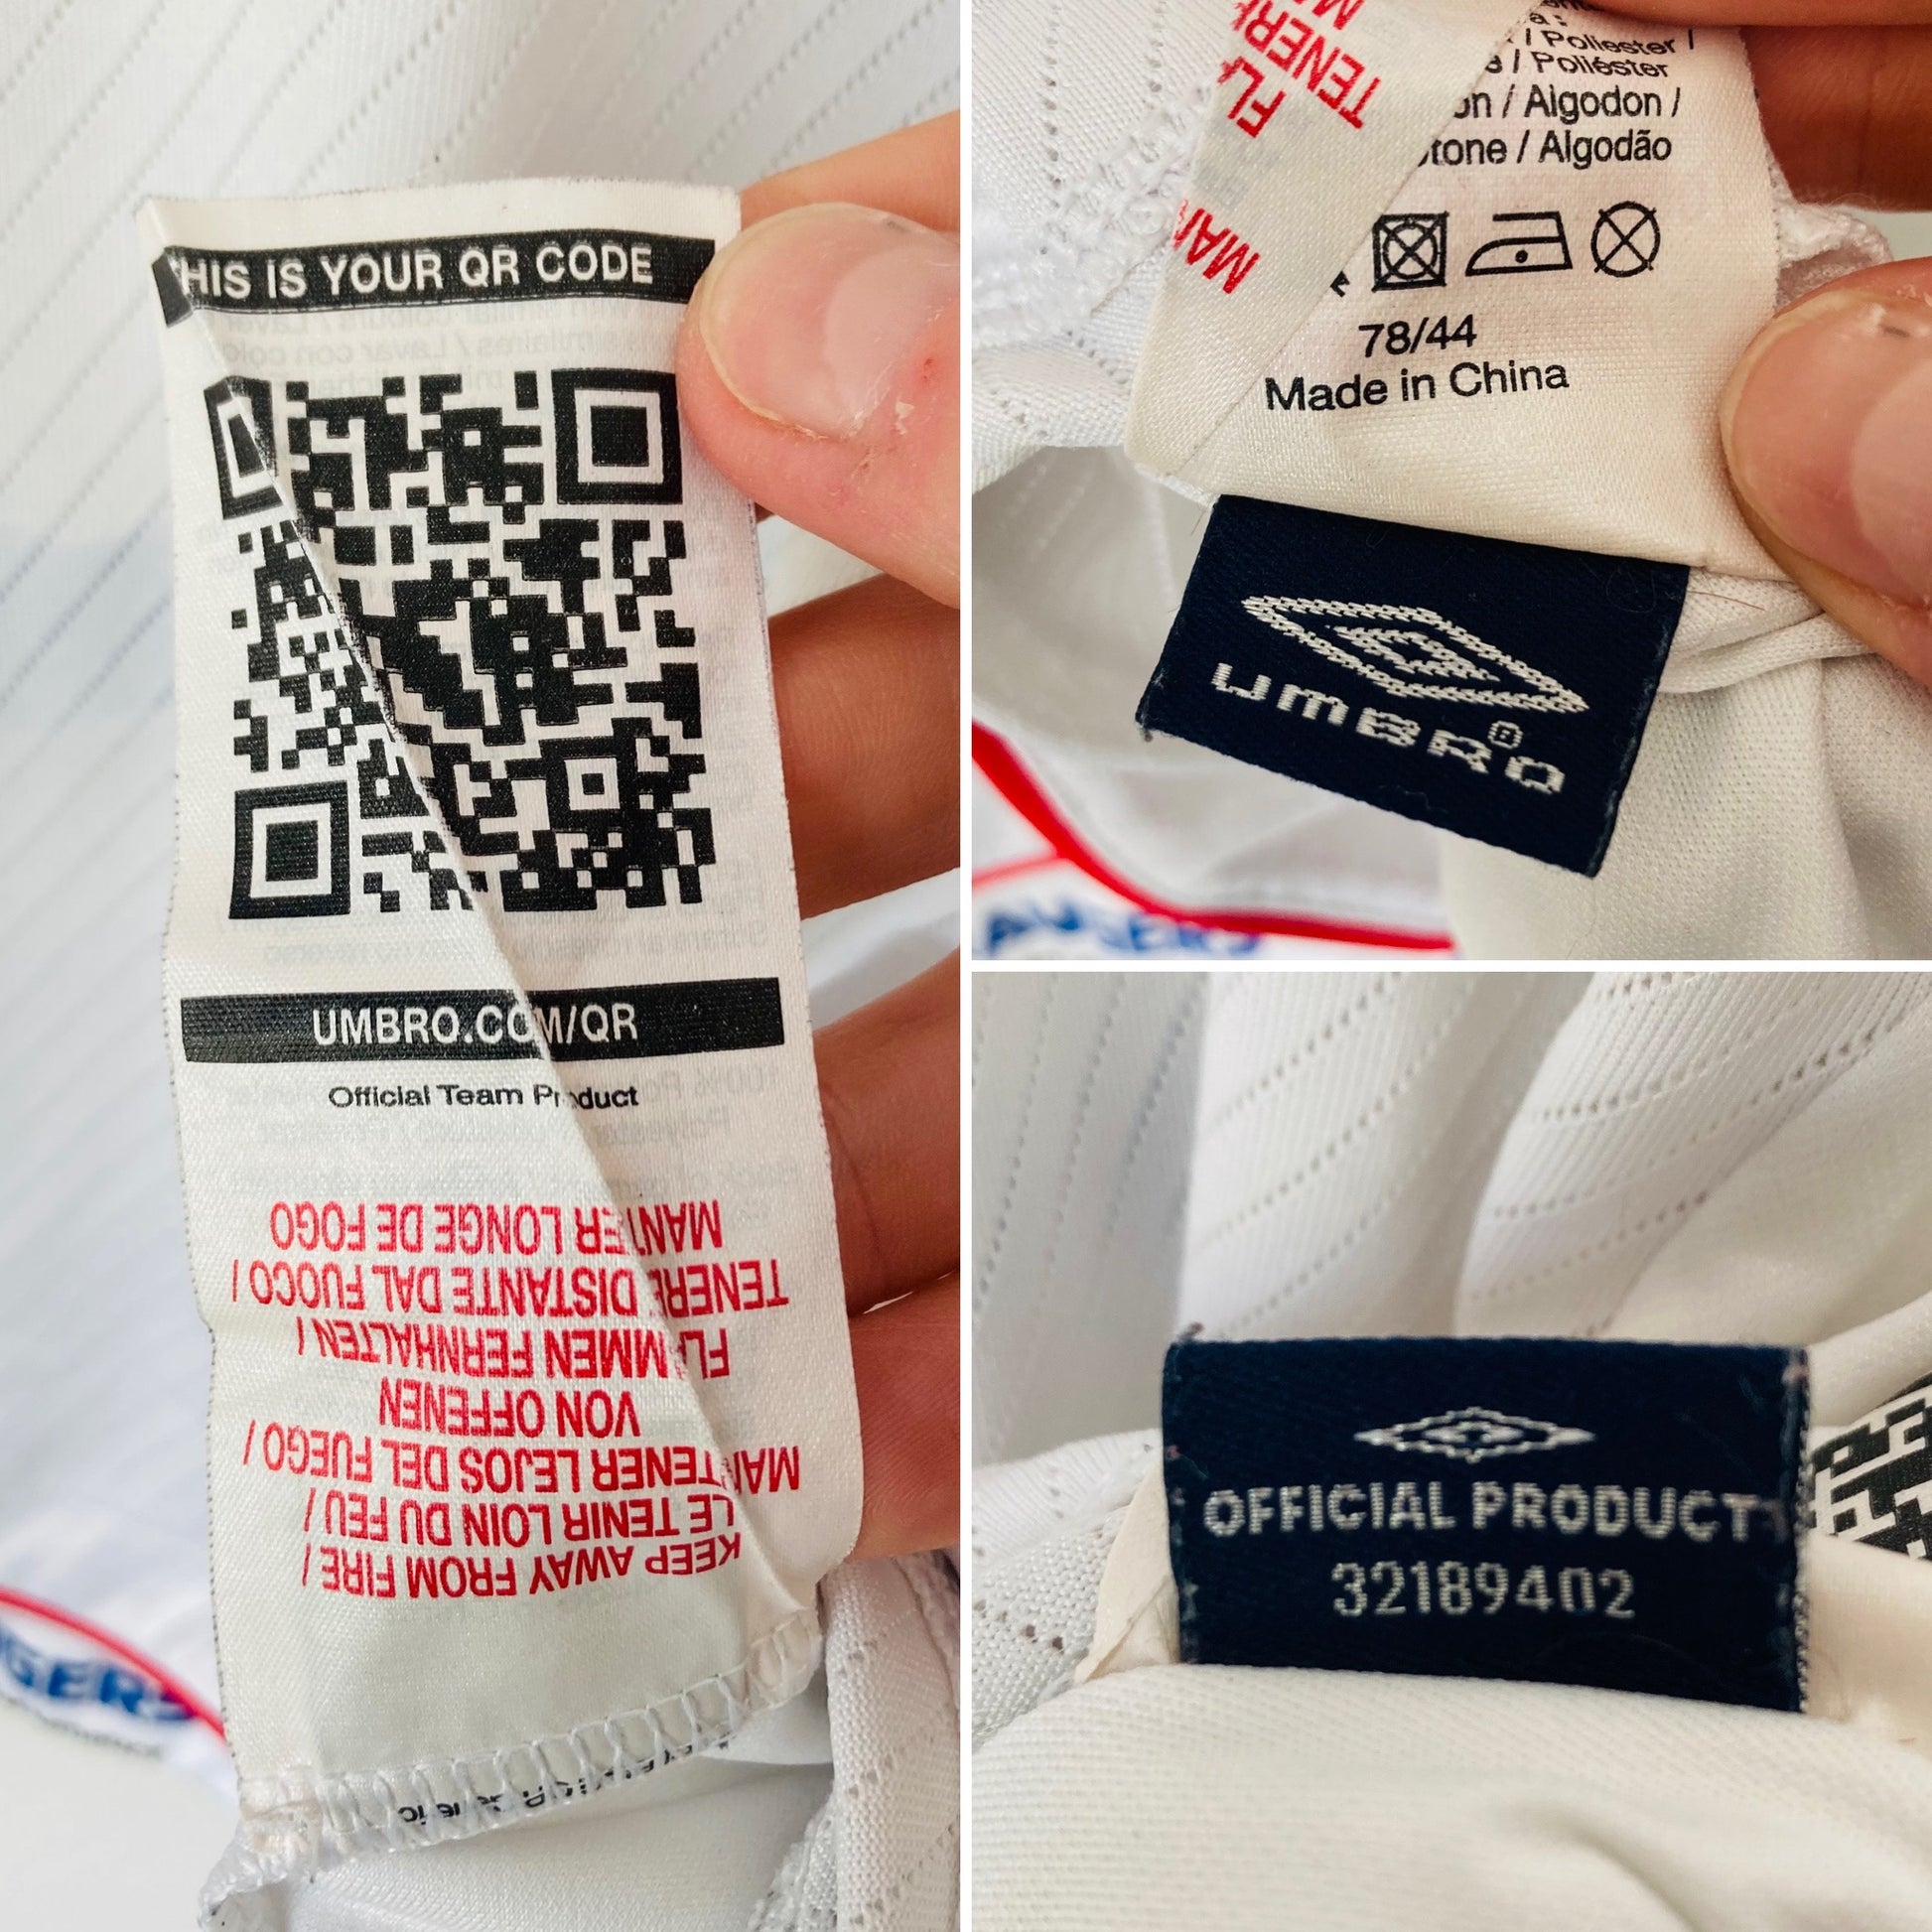 THIS IS YOUR QR CODE
UMBRO.COM/QR
Official Team Product
MANTER LONGE DE FOGO
TENERE DISTANTE DAL FUOCO /
FLAMMEN FERNHALTEN /
VON OFFENEN
MANTENER LEJOS DEL FUEGO /
LE TENIR LOIN DU FEU /
KEEP AWAY FROM FIRE /
/ Poliester /
/ Poliéster
/ Algodon /
/ Algodão
78/44
Made in China
UMBRO
OFFICIAL PRODUCT
32189402